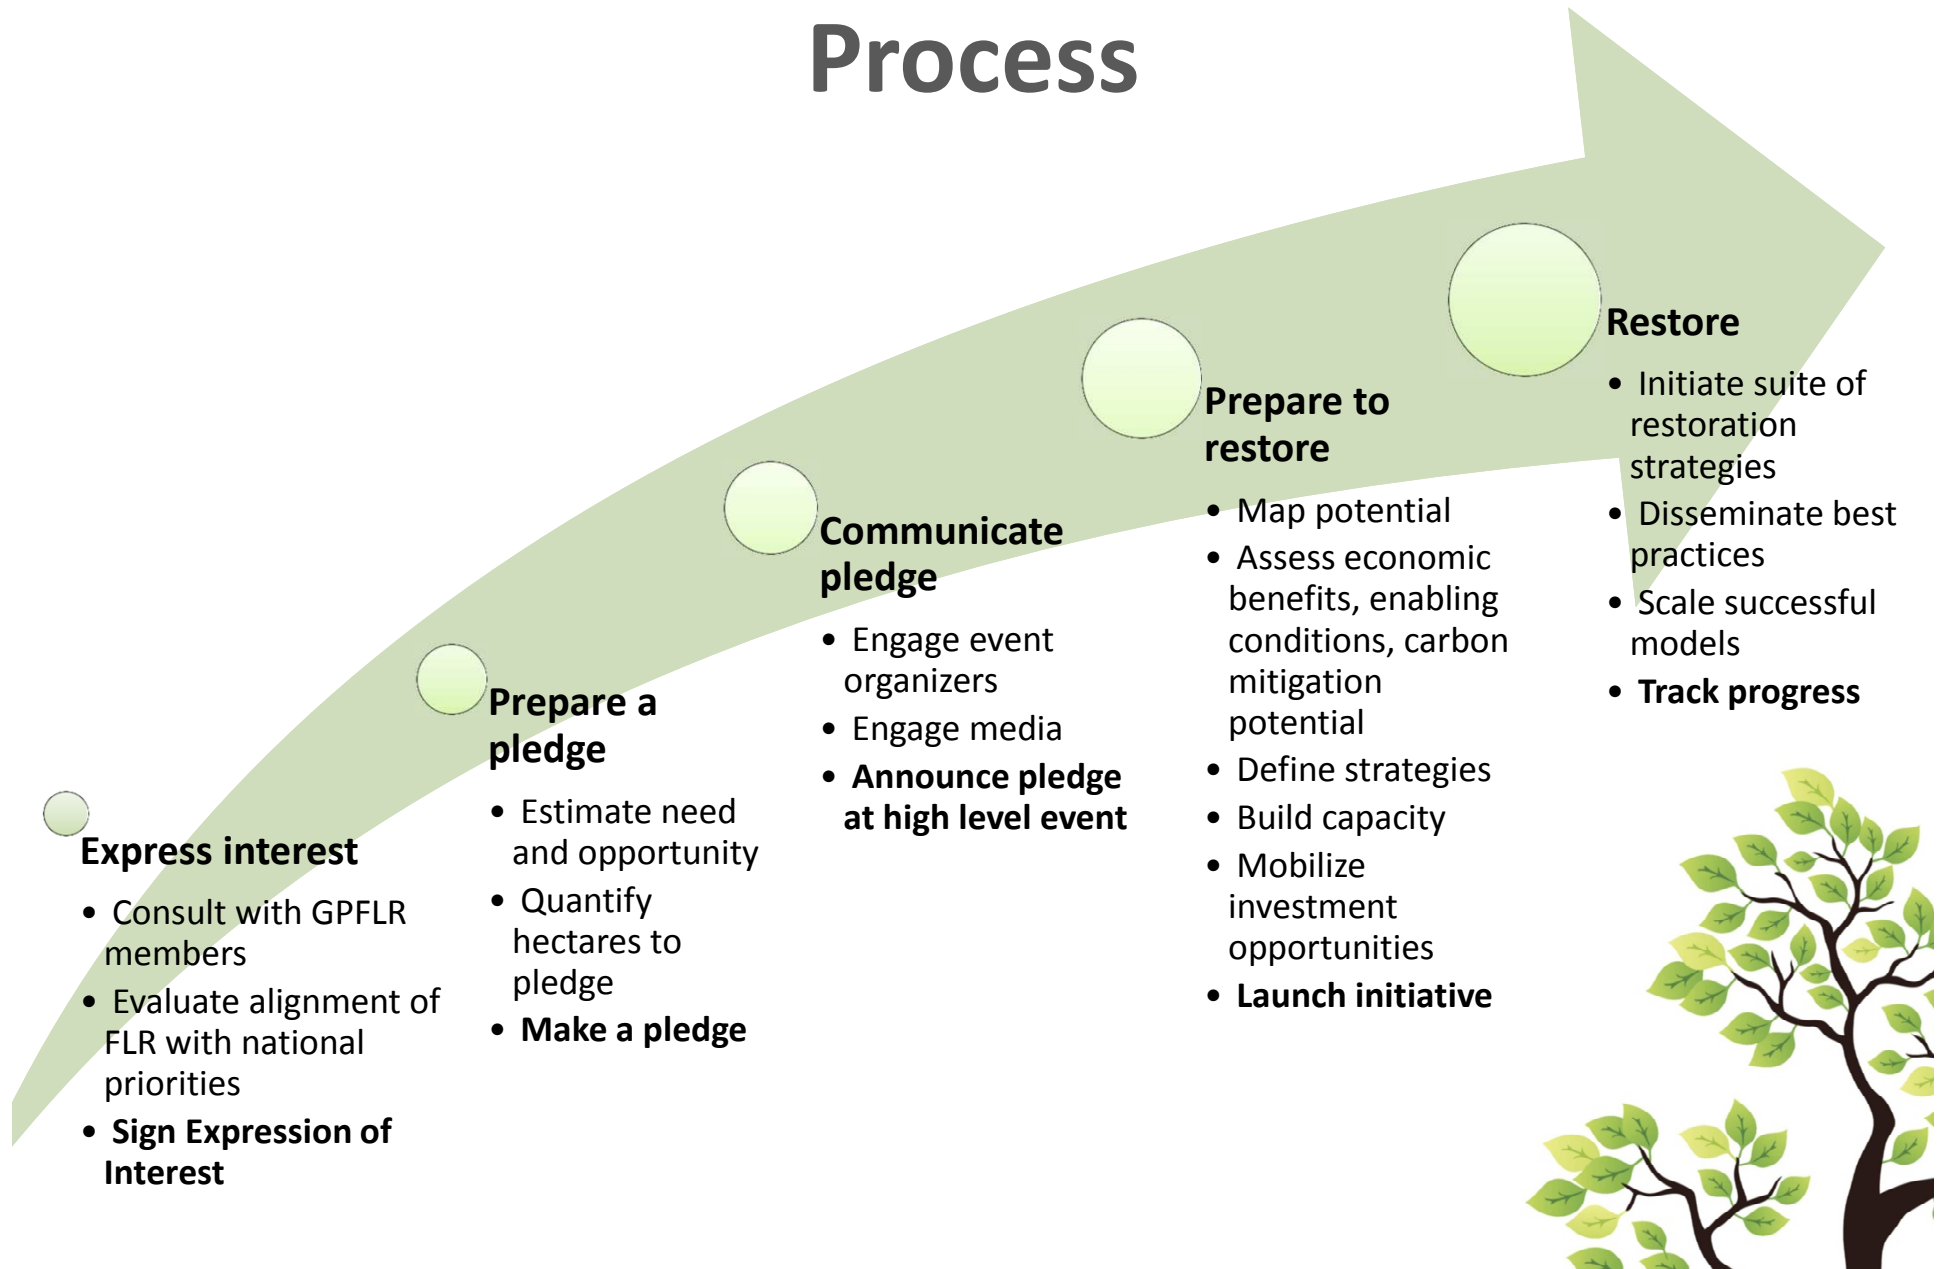 Process
Express interest
• Consult with GPFLR
members
• Evaluate alignment of
FLR with national
priorities
• Sign Expression of
Interest
Prepare a
pledge
• Estimate need
and opportunity
• Quantify
hectares to
pledge
• Make a pledge
Communicate
pledge
• Engage event
organizers
• Engage media
• Announce pledge
at high level event
Prepare to
restore
• Map potential
• Assess economic
benefits, enabling
conditions, carbon
mitigation
potential
• Define strategies
• Build capacity
• Mobilize
investment
opportunities
• Launch initiative
Restore
• Initiate suite of
restoration
strategies
• Disseminate best
practices
• Scale successful
models
• Track progress